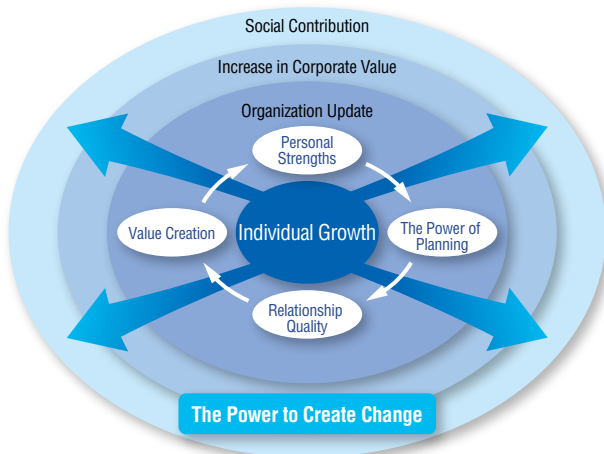 Social Contribution
Increase in Corporate Value
Organization Update
Personal
Strengths
Value Creation
Individual Growth
The Power of
Planning
Relationship
Quality
The Power to Create Change